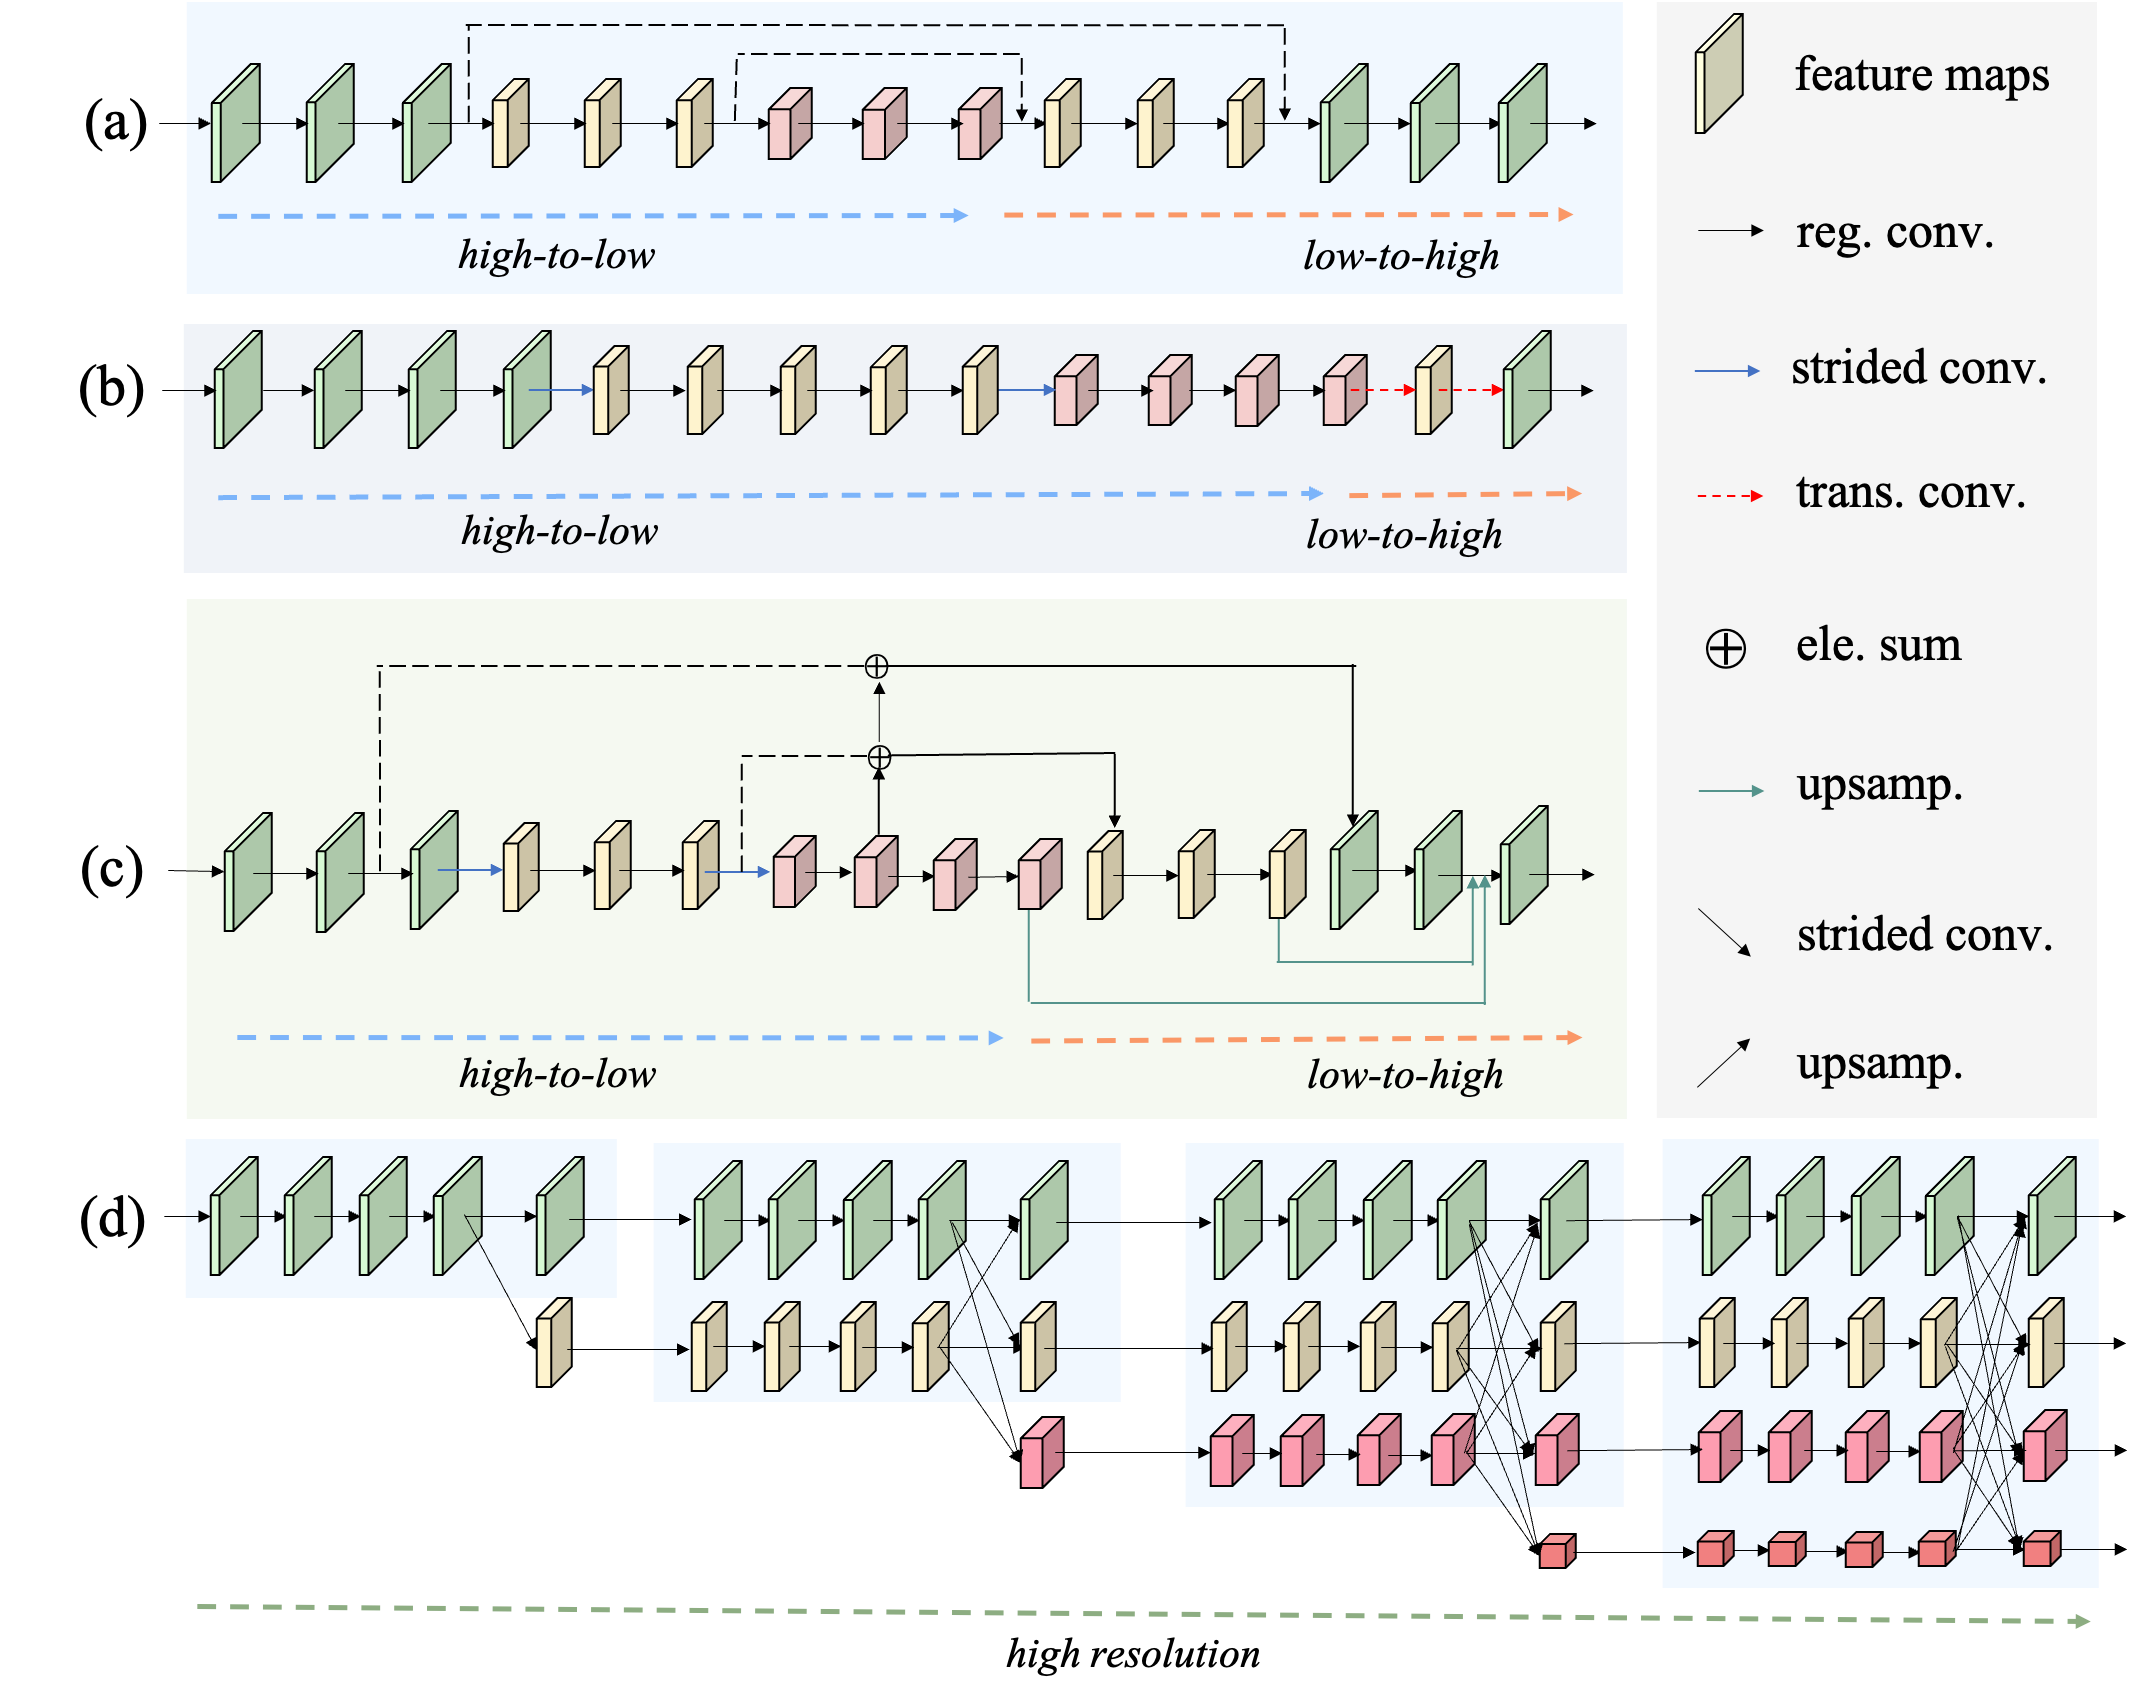 (a)
high-to-low
low-to-high
(b)
high-to-low
low-to-high
(c)
high-to-low
low-to-high
(d)
high resolution
feature maps
reg. conv.
strided conv.
trans. conv.
ele. sum
upsamp.
strided conv.
upsamp.